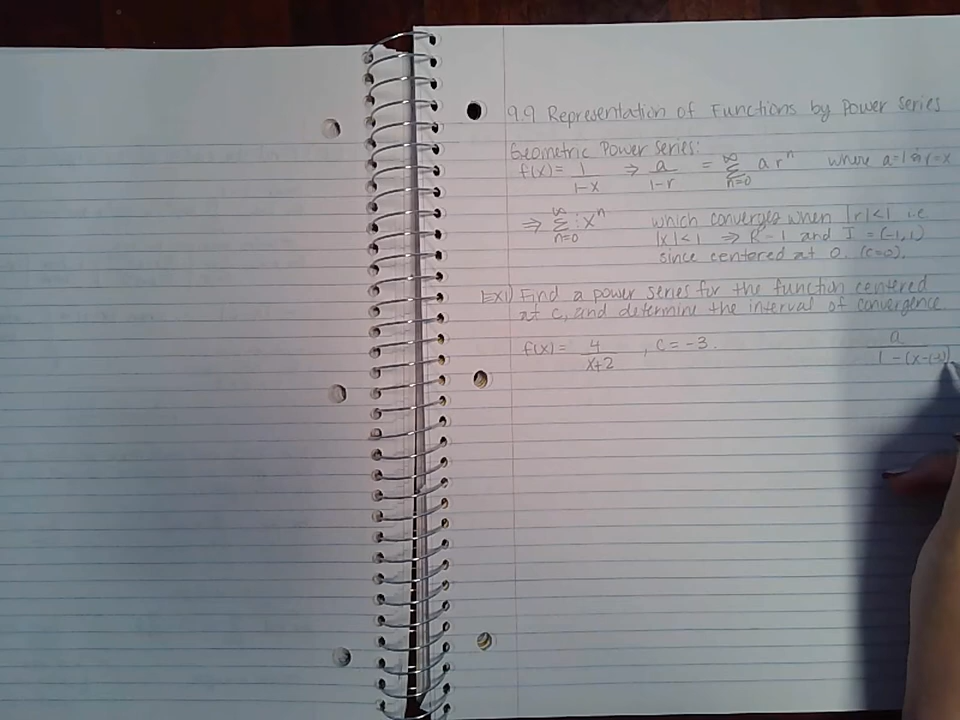 9.9 Representation of Functions by Power Series
Geometric Power Series:
f(x) = 1/(1-x) ⇒ a/(1-r) = ∞ Σ n=0 a r^n where a=1 & r=x
⇒ ∞ Σ n=0 x^n which converges when |r|<1 i.e
|x|<1 ⇒ R=1 and I = (-1,1)
since centered at 0. (c=0).
Ex1) Find a power series for the function centered
at c, and determine the interval of convergence.
f(x) = 4/(x+2) , c = -3. a/(1-(x-(-3)))